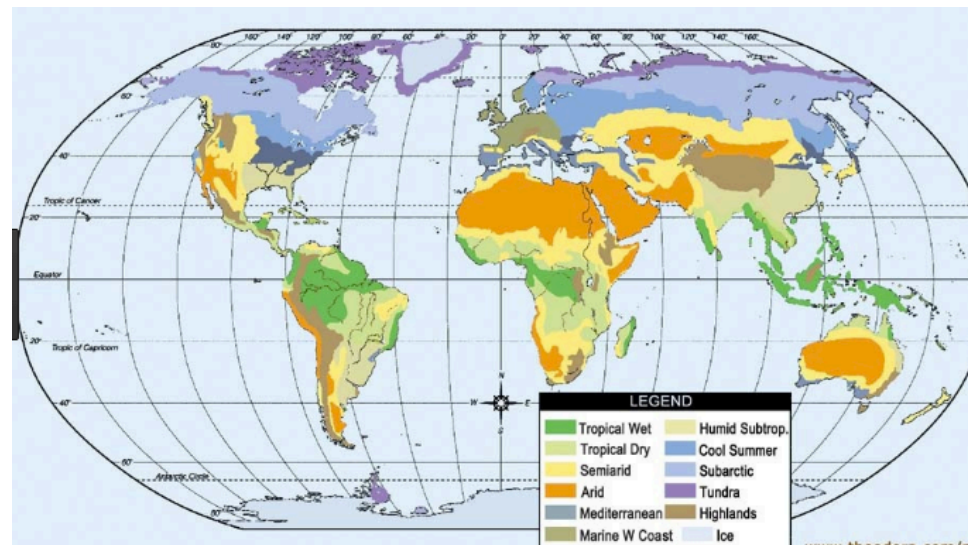 160° 140° 120° 100° 80° 60° 40° 20° 0 20° 40° 60° 80° 100° 120° 140° 160°
80°
60°
40°
Tropic of Cancer
20°
Equator
20°
Tropic of Capricorn
N
W E
S
40°
60°
Antarctic Circle
80°
LEGEND
Tropical Wet
Tropical Dry
Semiarid
Arid
Mediterranean
Marine W Coast
Humid Subtrop.
Cool Summer
Subarctic
Tundra
Highlands
Ice